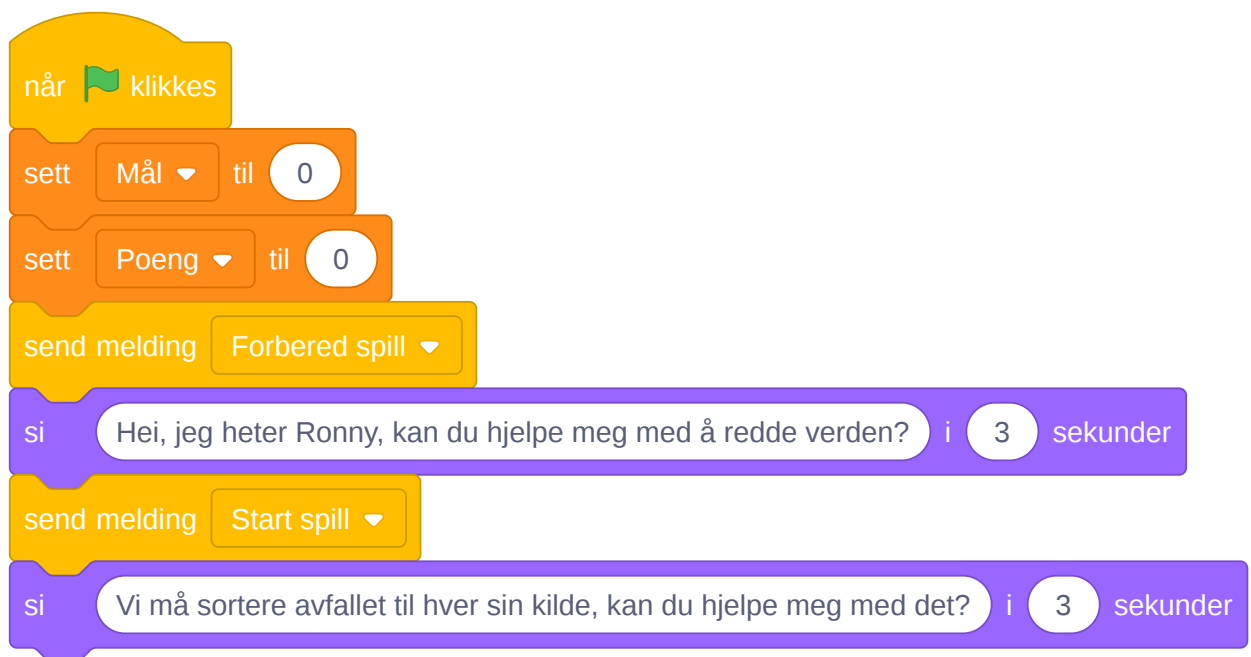 når klikkes
sett Mål til 0
sett Poeng til 0
send melding Forbered spill
si Hei, jeg heter Ronny, kan du hjelpe meg med å redde verden? i 3 sekunder
send melding Start spill
si Vi må sortere avfallet til hver sin kilde, kan du hjelpe meg med det? i 3 sekunder